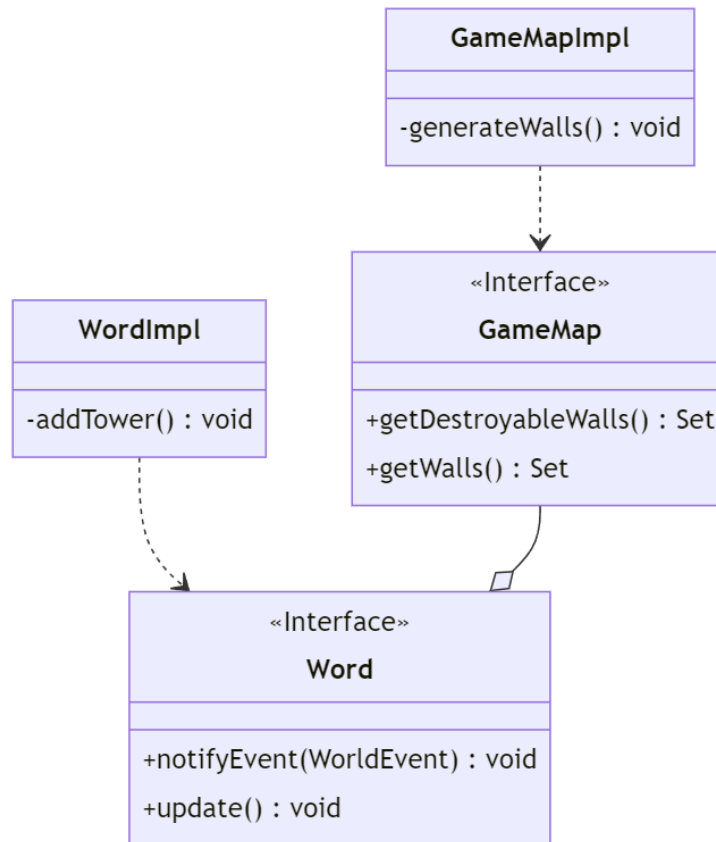 GameMapImpl
-generateWalls() : void
«Interface»
GameMap
+getDestroyableWalls() : Set
+getWalls() : Set
WordImpl
-addTower() : void
«Interface»
Word
+notifyEvent(WorldEvent) : void
+update() : void